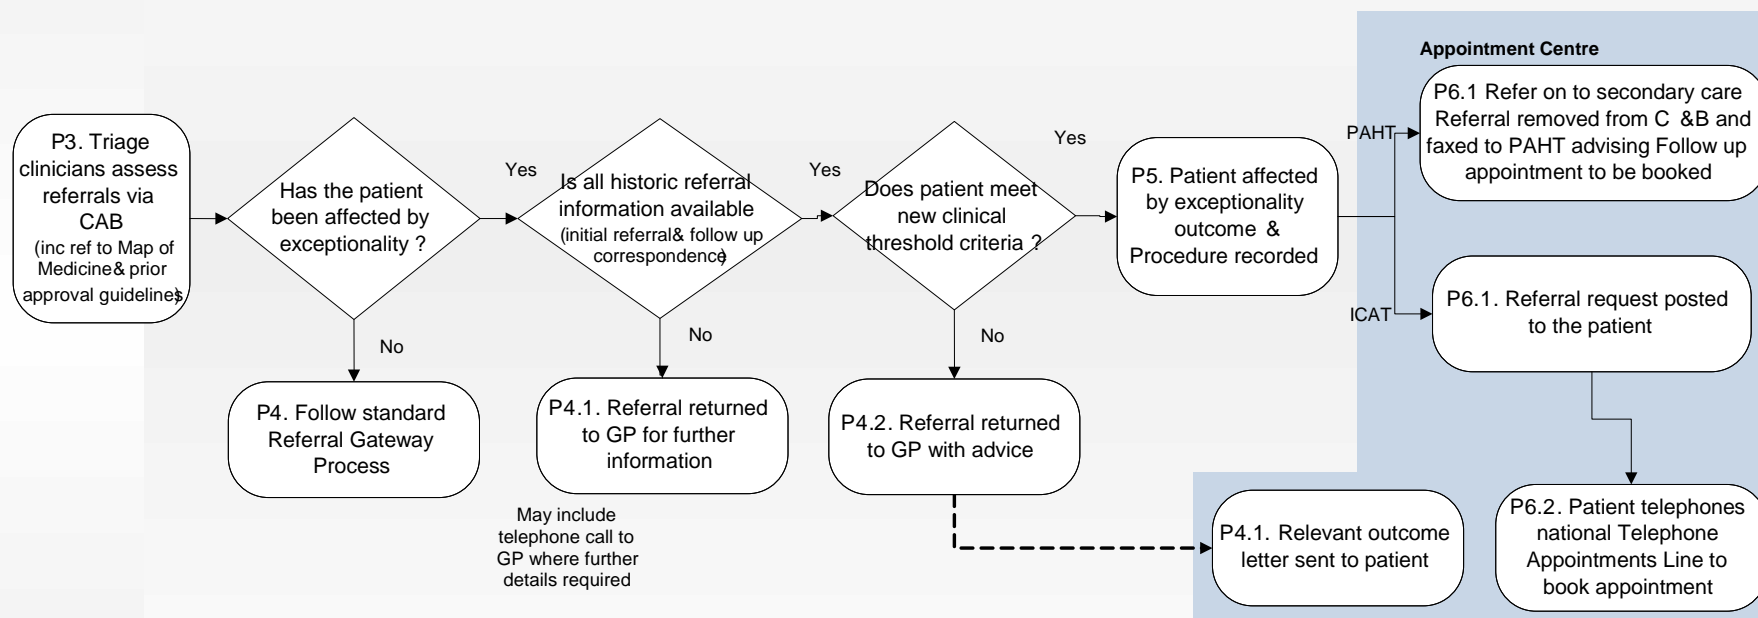 Appointment Centre
P3. Triage
clinicians assess
referrals via
CAB
(inc ref to Map of
Medicine& prior
approval guidelines)
Has the patient
been affected by
exceptionality ?
Yes
No
P4. Follow standard
Referral Gateway
Process
Is all historic referral
information available
(initial referral& follow up
correspondence)
Yes
No
P4.1. Referral returned
to GP for further
information
May include
telephone call to
GP where further
details required
Does patient meet
new clinical
threshold criteria ?
Yes
No
P4.2. Referral returned
to GP with advice
P4.1. Relevant outcome
letter sent to patient
P5. Patient affected
by exceptionality
outcome &
Procedure recorded
PAHT
P6.1 Refer on to secondary care
Referral removed from C &B and
faxed to PAHT advising Follow up
appointment to be booked
ICAT
P6.1. Referral request posted
to the patient
P6.2. Patient telephones
national Telephone
Appointments Line to
book appointment